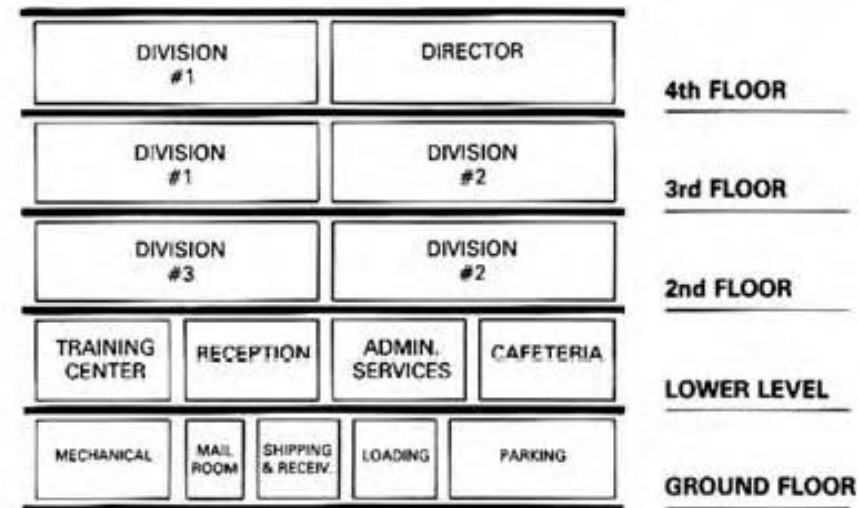 DIVISION
#1
DIRECTOR
4th FLOOR
DIVISION
#1
DIVISION
#2
3rd FLOOR
DIVISION
#3
DIVISION
#2
2nd FLOOR
TRAINING
CENTER
RECEPTION
ADMIN.
SERVICES
CAFETERIA
LOWER LEVEL
MECHANICAL
MAIL
ROOM
SHIPPING
& RECEIV.
LOADING
PARKING
GROUND FLOOR